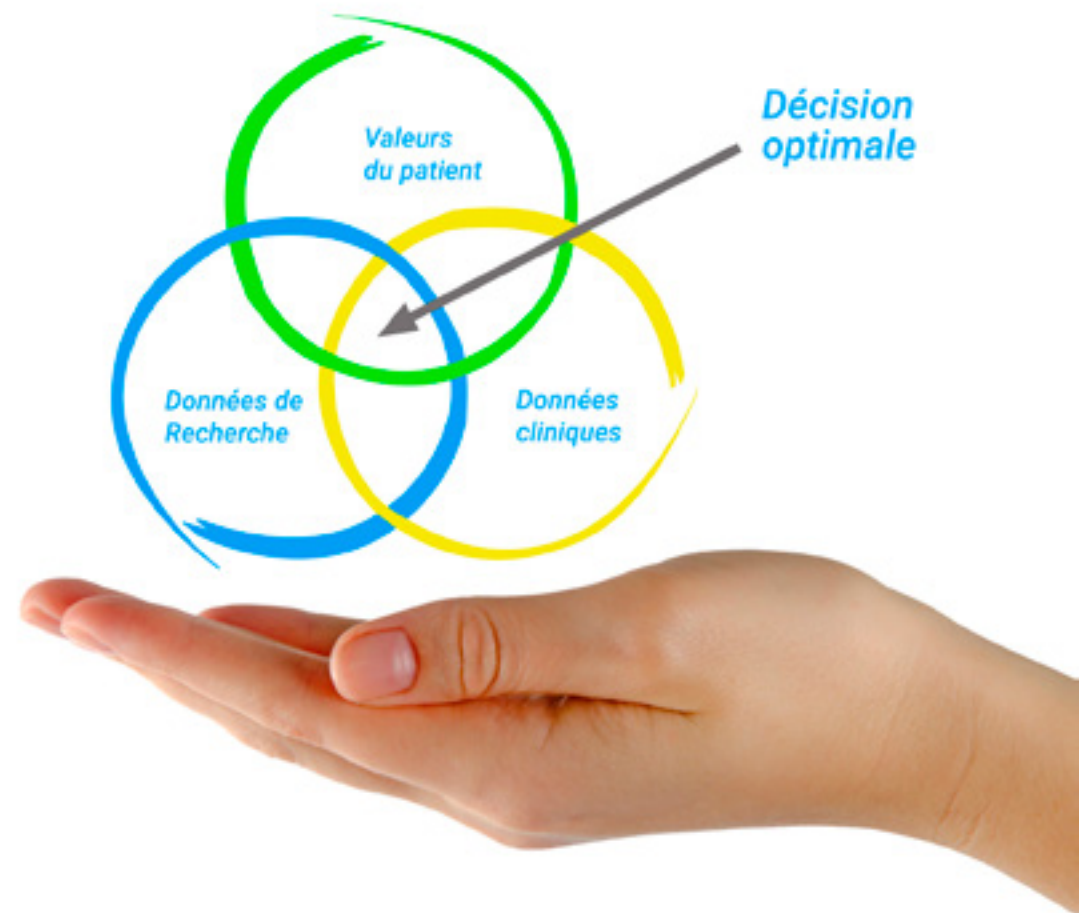 Valeurs
du patient
Décision
optimale
Données de
Recherche
Données
cliniques